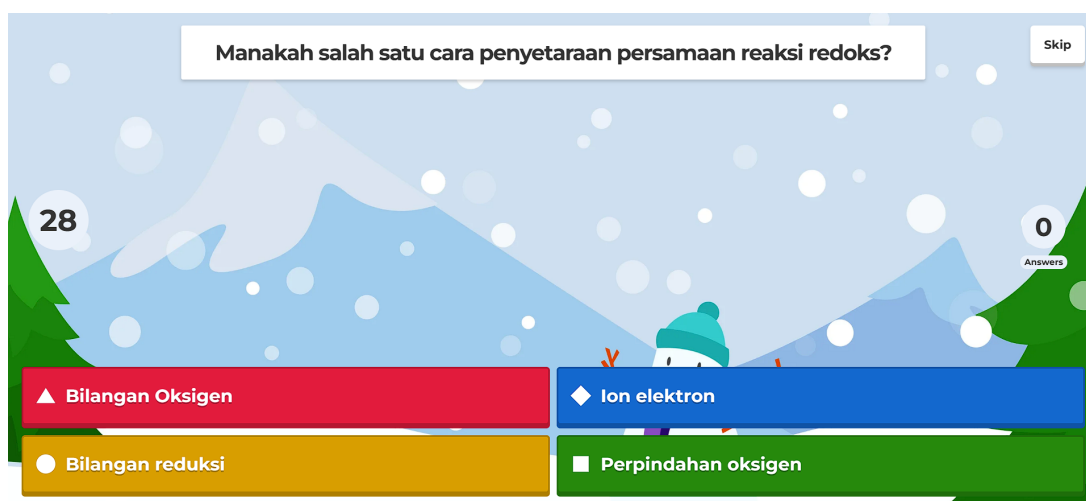 Manakah salah satu cara penyetaraan persamaan reaksi redoks?
Skip
28
0
Answers
Bilangan Oksigen
Ion elektron
Bilangan reduksi
Perpindahan oksigen